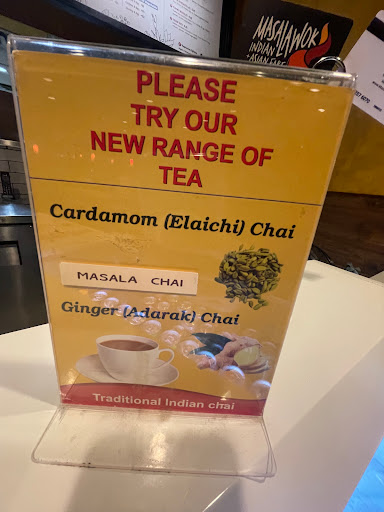 MASALAWOK
INDIAN
PLEASE
TRY OUR
NEW RANGE OF
TEA
Cardamom (Elaichi) Chai
MASALA CHAI
Ginger (Adarak) Chai
Traditional Indian chai